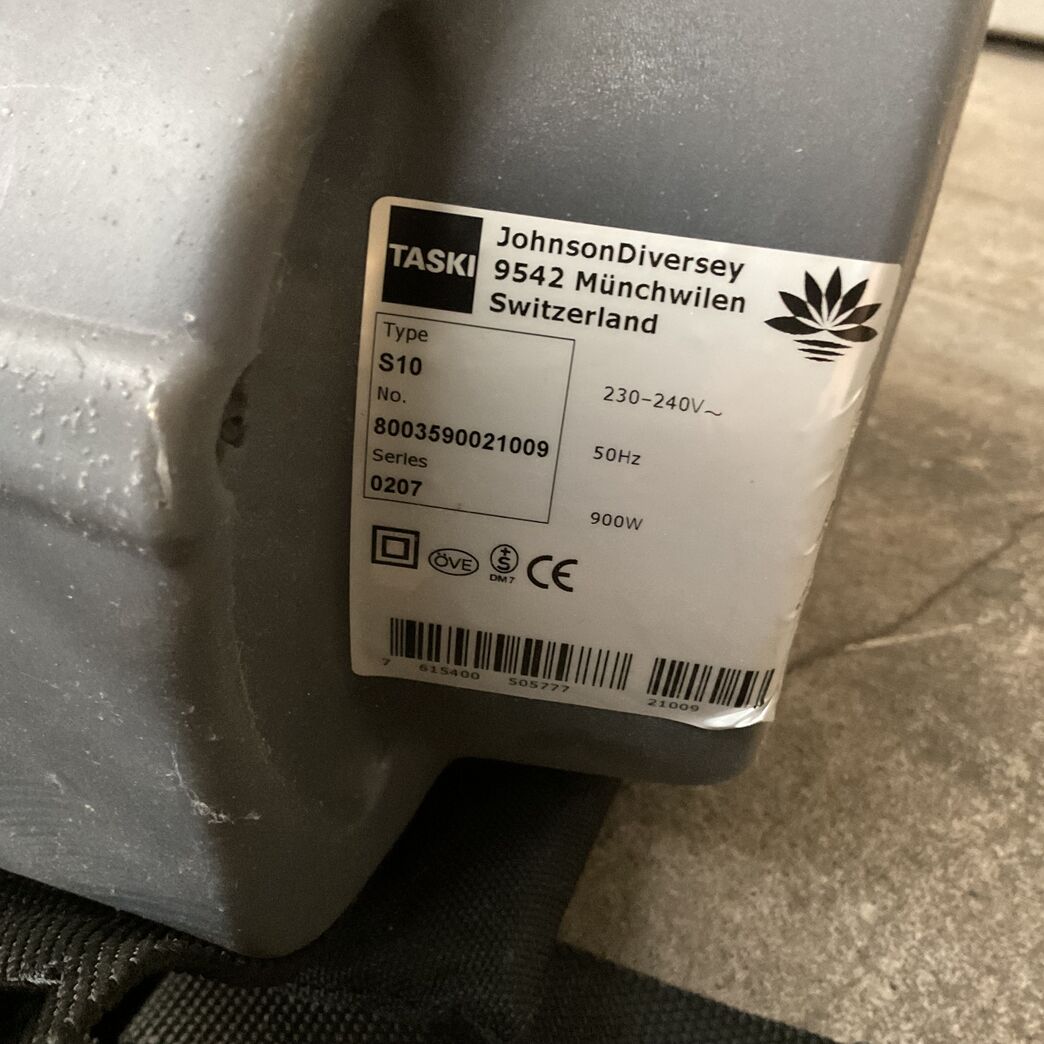 TASKI
JohnsonDiversey
9542 Münchwilen
Switzerland
Type
S10
No.
8003590021009
Series
0207
230-240V~
50Hz
900W
ÖVE
+S
DM7
CE
7 615400 505777
21009